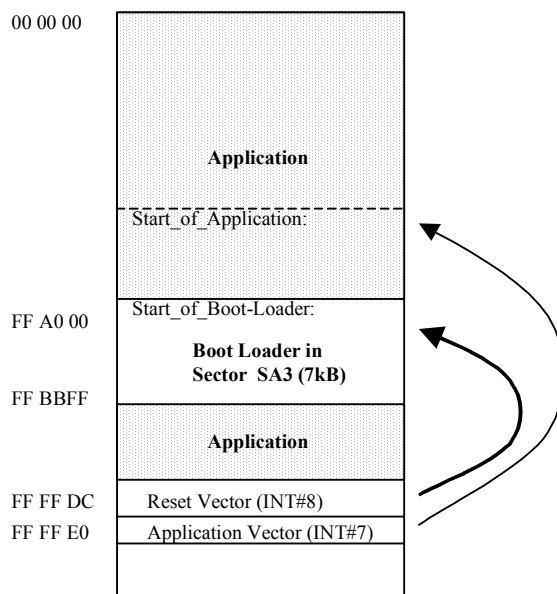 00 00 00
Application
Start_of_Application:
Start_of_Boot-Loader:
FF A0 00
Boot Loader in
Sector SA3 (7kB)
FF BBFF
Application
FF FF DC
Reset Vector (INT#8)
FF FF E0
Application Vector (INT#7)